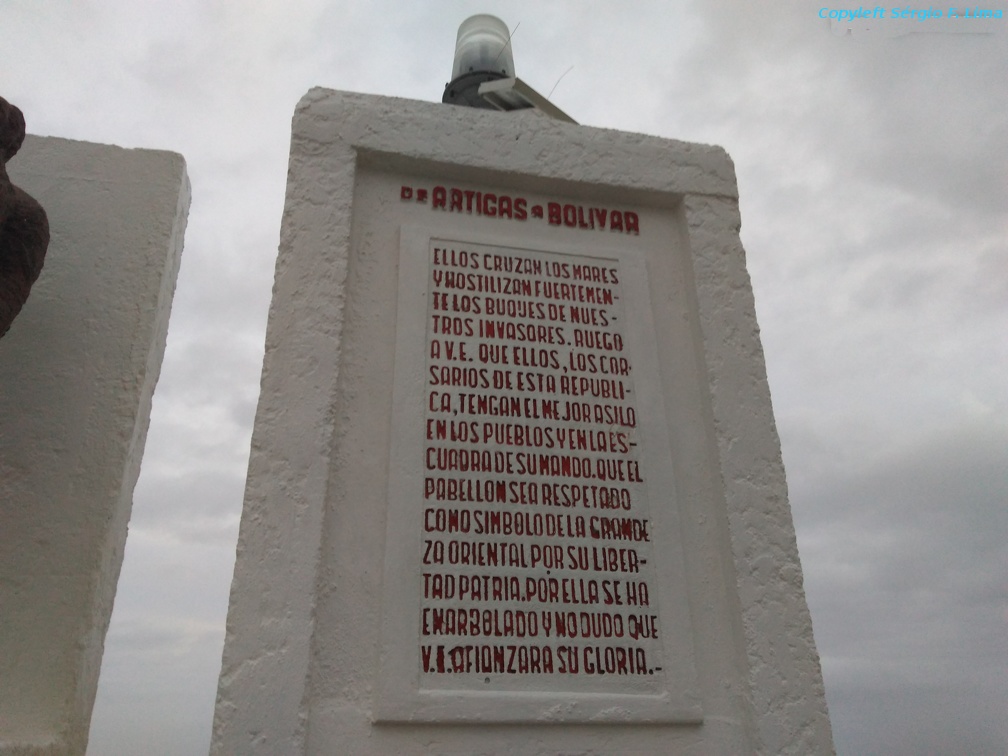 Copyleft Sérgio F. Lima
DE ARTIGAS A BOLIVAR
ELLOS CRUZAN LOS MARES
Y HOSTILIZAN FUERTEMEN-
TE LOS BUQUES DE NUES-
TROS INVASORES. RUEGO
A V.E. QUE ELLOS, LOS COR-
SARIOS DE ESTA REPUBLI-
CA, TENGAN EL MEJOR ASILO
EN LOS PUEBLOS Y EN LA ES-
CUADRA DE SU MANDO. QUE EL
PABELLON SEA RESPETADO
COMO SIMBOLO DE LA GRANDE
ZA ORIENTAL POR SU LIBER-
TAD PATRIA. POR ELLA SE HA
ENARBOLADO Y NO DUDO QUE
V.E. AFIANZARA SU GLORIA.-